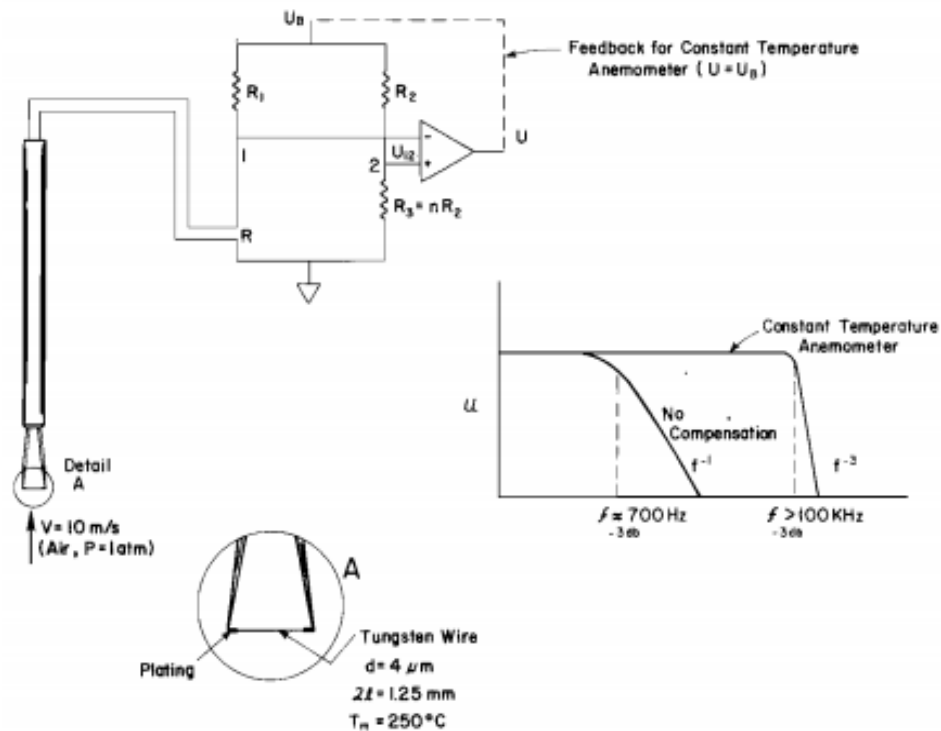 U_B
Feedback for Constant Temperature
Anemometer ( U = U_B )
R_1
R_2
1
2
U_12
-
+
U
R_3 = nR_2
R
Constant Temperature
Anemometer
u
No
Compensation
f^-1
f^-3
f ≈ 700 Hz
-3db
f > 100 KHz
-3db
Detail
A
V = 10 m/s
(Air, P = 1 atm)
A
Plating
Tungsten Wire
d = 4 μm
2ℓ = 1.25 mm
T_m = 250°C